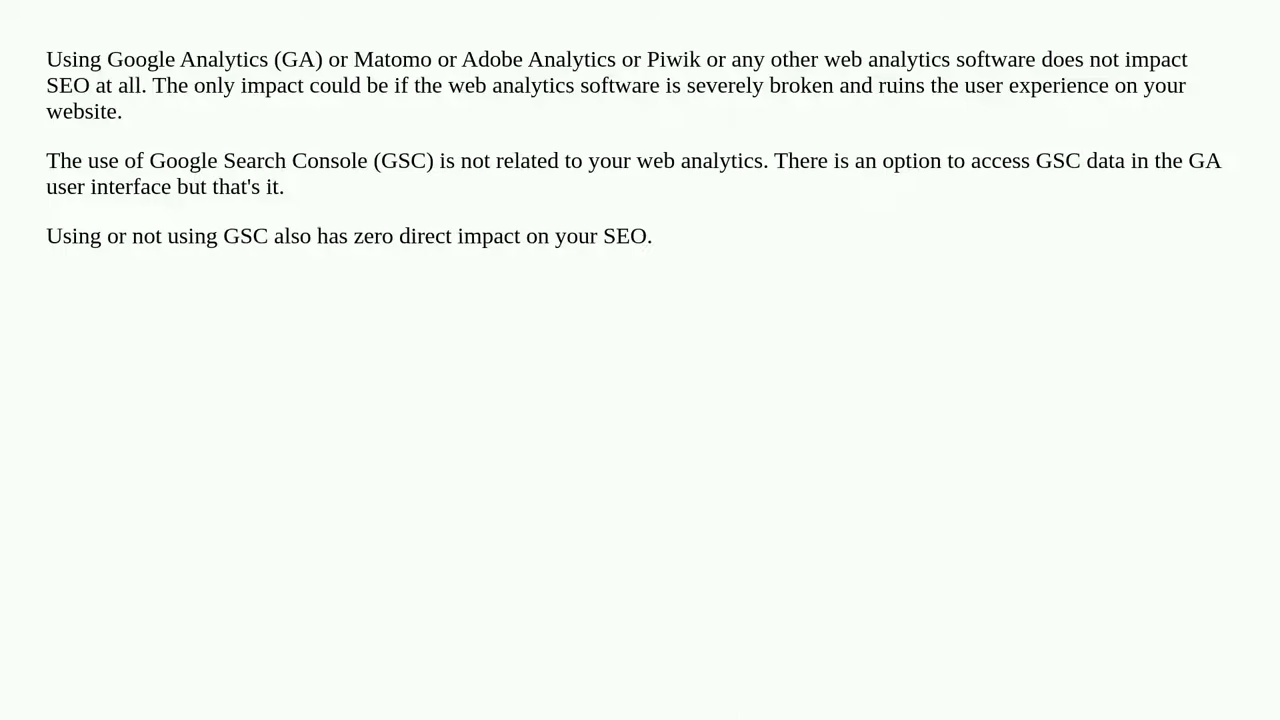 Using Google Analytics (GA) or Matomo or Adobe Analytics or Piwik or any other web analytics software does not impact
SEO at all. The only impact could be if the web analytics software is severely broken and ruins the user experience on your
website.
The use of Google Search Console (GSC) is not related to your web analytics. There is an option to access GSC data in the GA
user interface but that's it.
Using or not using GSC also has zero direct impact on your SEO.